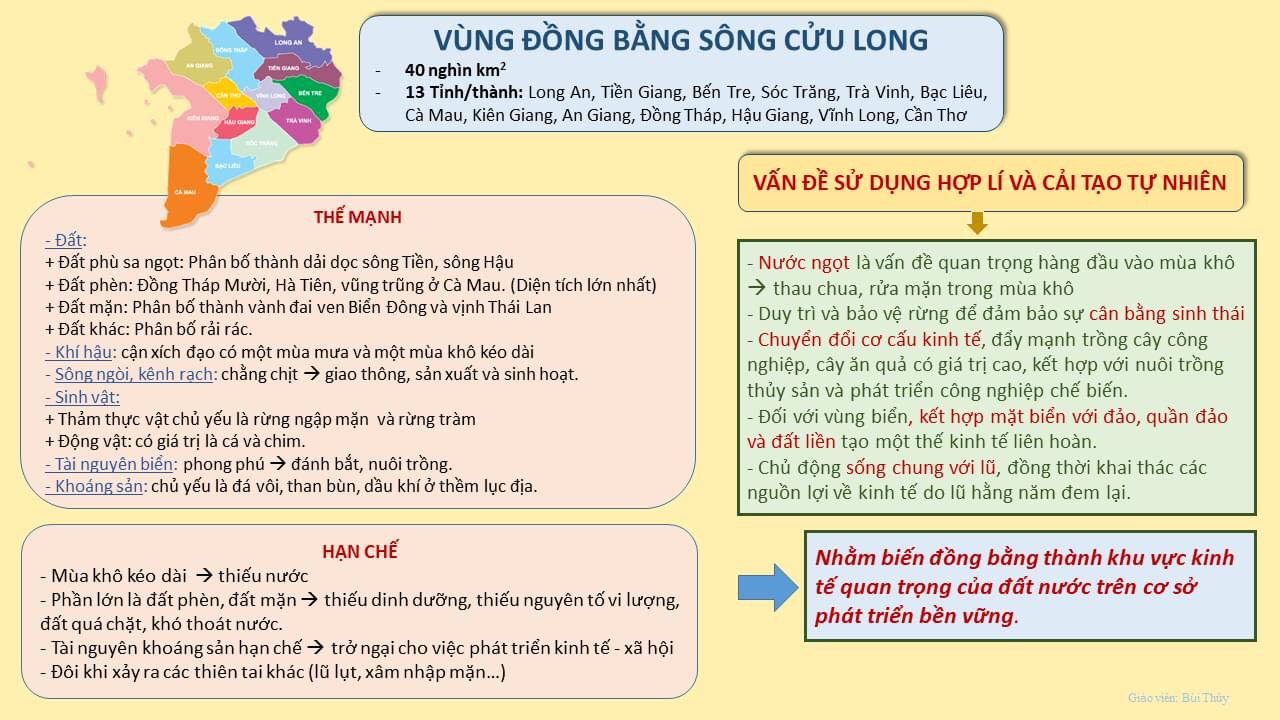 VÙNG ĐỒNG BẰNG SÔNG CỬU LONG
- 40 nghìn km²
- 13 Tỉnh/thành: Long An, Tiền Giang, Bến Tre, Sóc Trăng, Trà Vinh, Bạc Liêu,
Cà Mau, Kiên Giang, An Giang, Đồng Tháp, Hậu Giang, Vĩnh Long, Cần Thơ
LONG AN
ĐỒNG THÁP
AN GIANG
TIỀN GIANG
CẦN THƠ
VĨNH LONG
BẾN TRE
KIÊN GIANG
HẬU GIANG
TRÀ VINH
SÓC TRĂNG
BẠC LIÊU
CÀ MAU
THẾ MẠNH
- Đất:
+ Đất phù sa ngọt: Phân bố thành dải dọc sông Tiền, sông Hậu
+ Đất phèn: Đồng Tháp Mười, Hà Tiên, vũng trũng ở Cà Mau. (Diện tích lớn nhất)
+ Đất mặn: Phân bố thành vành đai ven Biển Đông và vịnh Thái Lan
+ Đất khác: Phân bố rải rác.
- Khí hậu: cận xích đạo có một mùa mưa và một mùa khô kéo dài
- Sông ngòi, kênh rạch: chằng chịt → giao thông, sản xuất và sinh hoạt.
- Sinh vật:
+ Thảm thực vật chủ yếu là rừng ngập mặn và rừng tràm
+ Động vật: có giá trị là cá và chim.
- Tài nguyên biển: phong phú → đánh bắt, nuôi trồng.
- Khoáng sản: chủ yếu là đá vôi, than bùn, dầu khí ở thềm lục địa.
HẠN CHẾ
- Mùa khô kéo dài → thiếu nước
- Phần lớn là đất phèn, đất mặn → thiếu dinh dưỡng, thiếu nguyên tố vi lượng,
đất quá chặt, khó thoát nước.
- Tài nguyên khoáng sản hạn chế → trở ngại cho việc phát triển kinh tế - xã hội
- Đôi khi xảy ra các thiên tai khác (lũ lụt, xâm nhập mặn...)
VẤN ĐỀ SỬ DỤNG HỢP LÍ VÀ CẢI TẠO TỰ NHIÊN
- Nước ngọt là vấn đề quan trọng hàng đầu vào mùa khô
→ thau chua, rửa mặn trong mùa khô
- Duy trì và bảo vệ rừng để đảm bảo sự cân bằng sinh thái
- Chuyển đổi cơ cấu kinh tế, đẩy mạnh trồng cây công
nghiệp, cây ăn quả có giá trị cao, kết hợp với nuôi trồng
thủy sản và phát triển công nghiệp chế biến.
- Đối với vùng biển, kết hợp mặt biển với đảo, quần đảo
và đất liền tạo một thế kinh tế liên hoàn.
- Chủ động sống chung với lũ, đồng thời khai thác các
nguồn lợi về kinh tế do lũ hằng năm đem lại.
Nhằm biến đồng bằng thành khu vực kinh
tế quan trọng của đất nước trên cơ sở
phát triển bền vững.
Giáo viên: Bùi Thúy